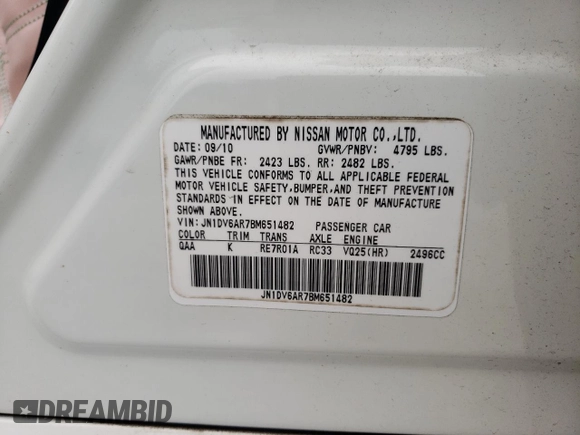 MANUFACTURED BY NISSAN MOTOR CO.,LTD.
DATE: 09/10 GVWR/PNBV: 4795 LBS.
GAWR/PNBE FR: 2423 LBS. RR: 2482 LBS.
THIS VEHICLE CONFORMS TO ALL APPLICABLE FEDERAL
MOTOR VEHICLE SAFETY,BUMPER,AND THEFT PREVENTION
STANDARDS IN EFFECT ON THE DATE OF MANUFACTURE
SHOWN ABOVE.
VIN: JN1DV6AR7BM651482 PASSENGER CAR
COLOR TRIM TRANS AXLE ENGINE
QAA K RE7R01A RC33 VQ25(HR) 2496CC
JN1DV6AR7BM651482
DREAMBID